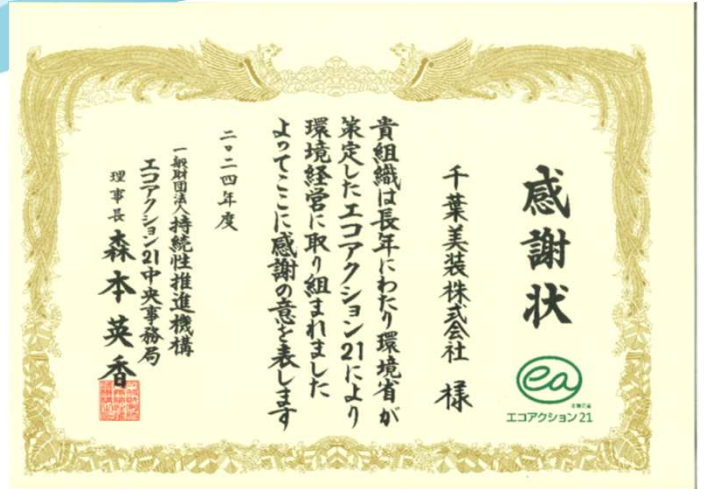 感謝状
千葉美装株式会社 様
貴組織は長年にわたり環境省が
策定したエコアクション21により
環境経営に取り組まれました
よってここに感謝の意を表します
二〇二四年度
一般財団法人持続性推進機構
エコアクション21中央事務局
理事長 森本英香
ea
エコアクション21